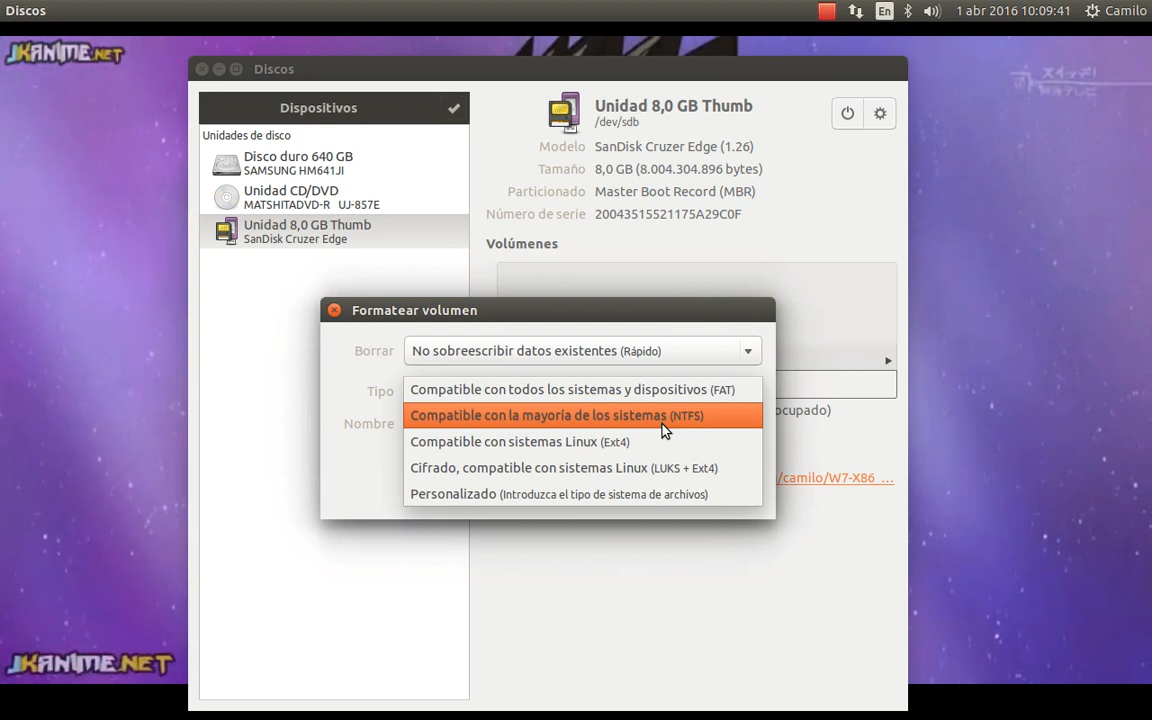 Discos
En
1 abr 2016 10:09:41
Camilo
JKANIME.NET
Discos
Dispositivos
Unidades de disco
Disco duro 640 GB
SAMSUNG HM641JI
Unidad CD/DVD
MATSHITADVD-R UJ-857E
Unidad 8,0 GB Thumb
SanDisk Cruzer Edge
Unidad 8,0 GB Thumb
/dev/sdb
Modelo SanDisk Cruzer Edge (1.26)
Tamaño 8,0 GB (8.004.304.896 bytes)
Particionado Master Boot Record (MBR)
Número de serie 20043515521175A29C0F
Volúmenes
ocupado)
/camilo/W7-X86 ...
Formatear volumen
Borrar No sobreescribir datos existentes (Rápido)
Tipo
Nombre
Compatible con todos los sistemas y dispositivos (FAT)
Compatible con la mayoría de los sistemas (NTFS)
Compatible con sistemas Linux (Ext4)
Cifrado, compatible con sistemas Linux (LUKS + Ext4)
Personalizado (Introduzca el tipo de sistema de archivos)
JKANIME.NET